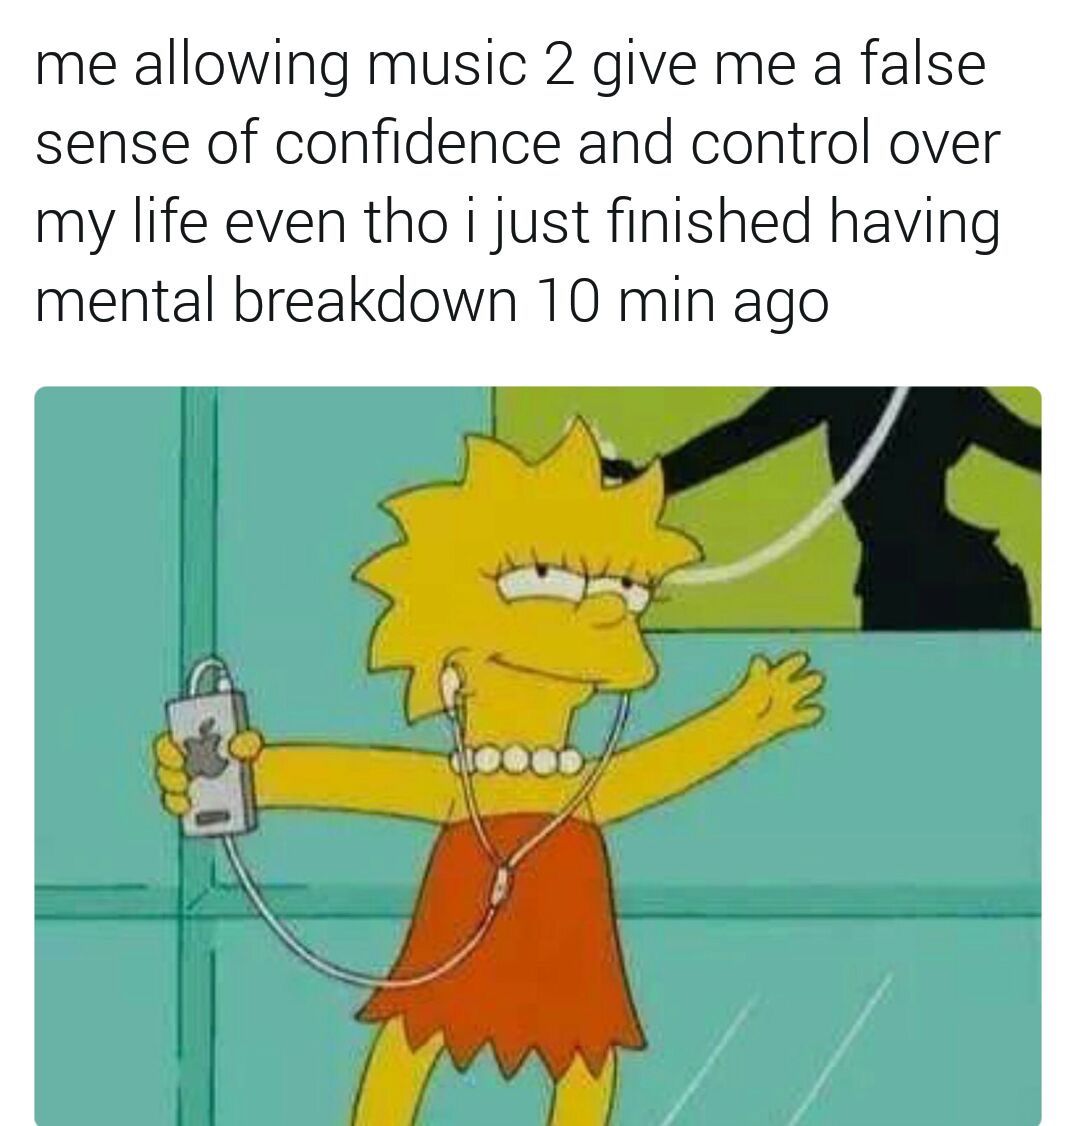 me allowing music 2 give me a false
sense of confidence and control over
my life even tho i just finished having
mental breakdown 10 min ago